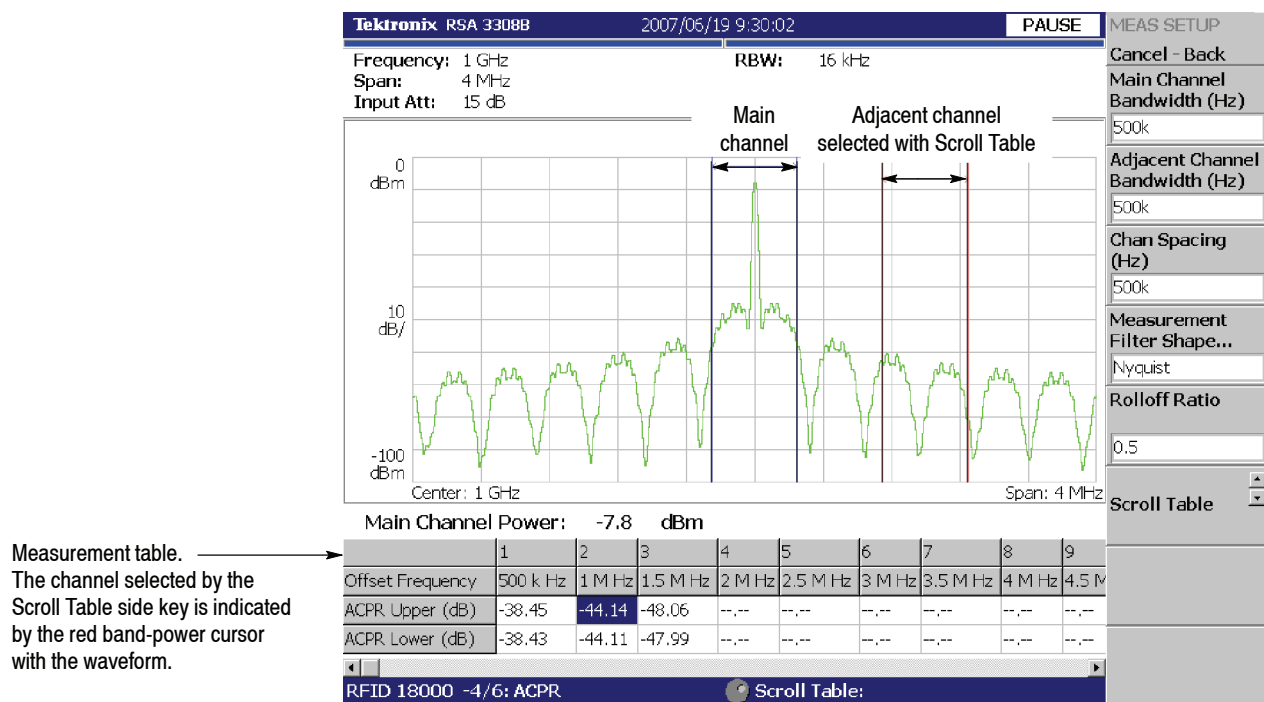 Tektronix RSA 3308B 2007/06/19 9:30:02 PAUSE
Frequency: 1 GHz RBW: 16 kHz
Span: 4 MHz
Input Att: 15 dB
Main channel
Adjacent channel selected with Scroll Table
0
dBm
10
dB/
-100
dBm
Center: 1 GHz Span: 4 MHz
Main Channel Power: -7.8 dBm
1 2 3 4 5 6 7 8 9
Offset Frequency 500 k Hz 1 M Hz 1.5 M Hz 2 M Hz 2.5 M Hz 3 M Hz 3.5 M Hz 4 M Hz 4.5 M
ACPR Upper (dB) -38.45 -44.14 -48.06 --.-- --.-- --.-- --.-- --.-- --.--
ACPR Lower (dB) -38.43 -44.11 -47.99 --.-- --.-- --.-- --.-- --.-- --.--
RFID 18000 -4/6: ACPR Scroll Table:
MEAS SETUP
Cancel - Back
Main Channel
Bandwidth (Hz)
500k
Adjacent Channel
Bandwidth (Hz)
500k
Chan Spacing
(Hz)
500k
Measurement
Filter Shape...
Nyquist
Rolloff Ratio
0.5
Scroll Table
Measurement table.
The channel selected by the
Scroll Table side key is indicated
by the red band-power cursor
with the waveform.